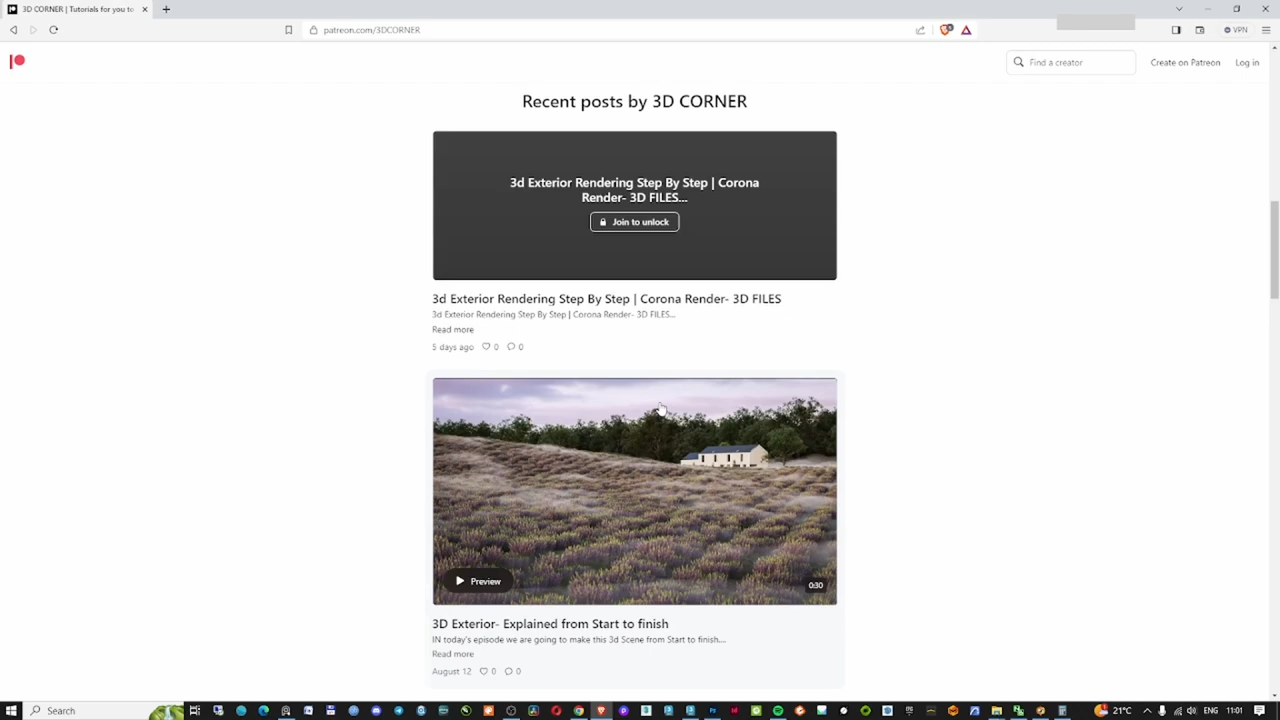 3D CORNER | Tutorials for you to
patreon.com/3DCORNER
VPN
Find a creator
Create on Patreon
Log in
Recent posts by 3D CORNER
3d Exterior Rendering Step By Step | Corona
Render- 3D FILES...
Join to unlock
3d Exterior Rendering Step By Step | Corona Render- 3D FILES
3d Exterior Rendering Step By Step | Corona Render- 3D FILES...
Read more
5 days ago 0 0
Preview
0:30
3D Exterior- Explained from Start to finish
IN today's episode we are going to make this 3d Scene from Start to finish....
Read more
August 12 0 0
Search
21°C
ENG
11:01